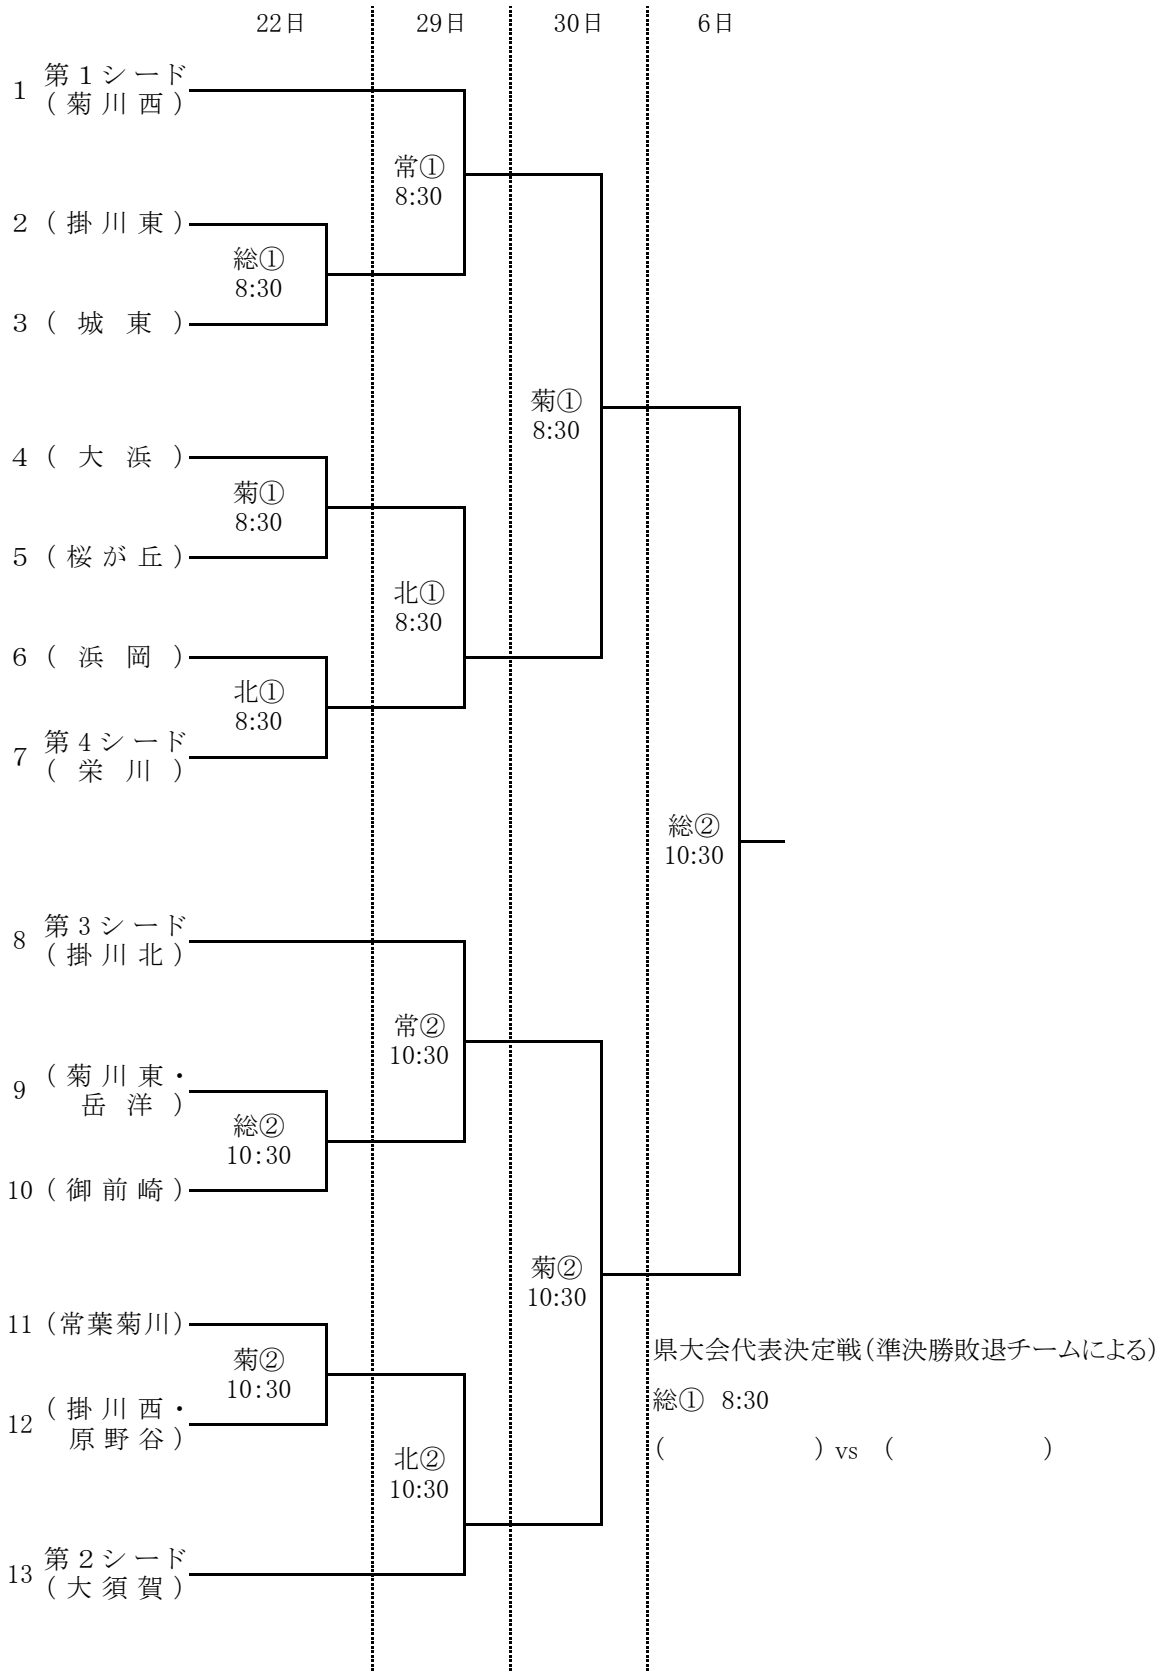 22日 29日 30日 6日
1 第１シード
(菊川西)
常①
8:30
2 (掛川東)
総①
8:30
3 (城東)
菊①
8:30
4 (大浜)
菊①
8:30
5 (桜が丘)
北①
8:30
6 (浜岡)
北①
8:30
7 第４シード
(栄川)
総②
10:30
8 第３シード
(掛川北)
常②
10:30
9 (菊川東・
岳洋)
総②
10:30
10 (御前崎)
菊②
10:30
11 (常葉菊川)
県大会代表決定戦(準決勝敗退チームによる)
菊②
10:30
総① 8:30
12 (掛川西・
原野谷)
( ) vs ( )
北②
10:30
13 第２シード
(大須賀)